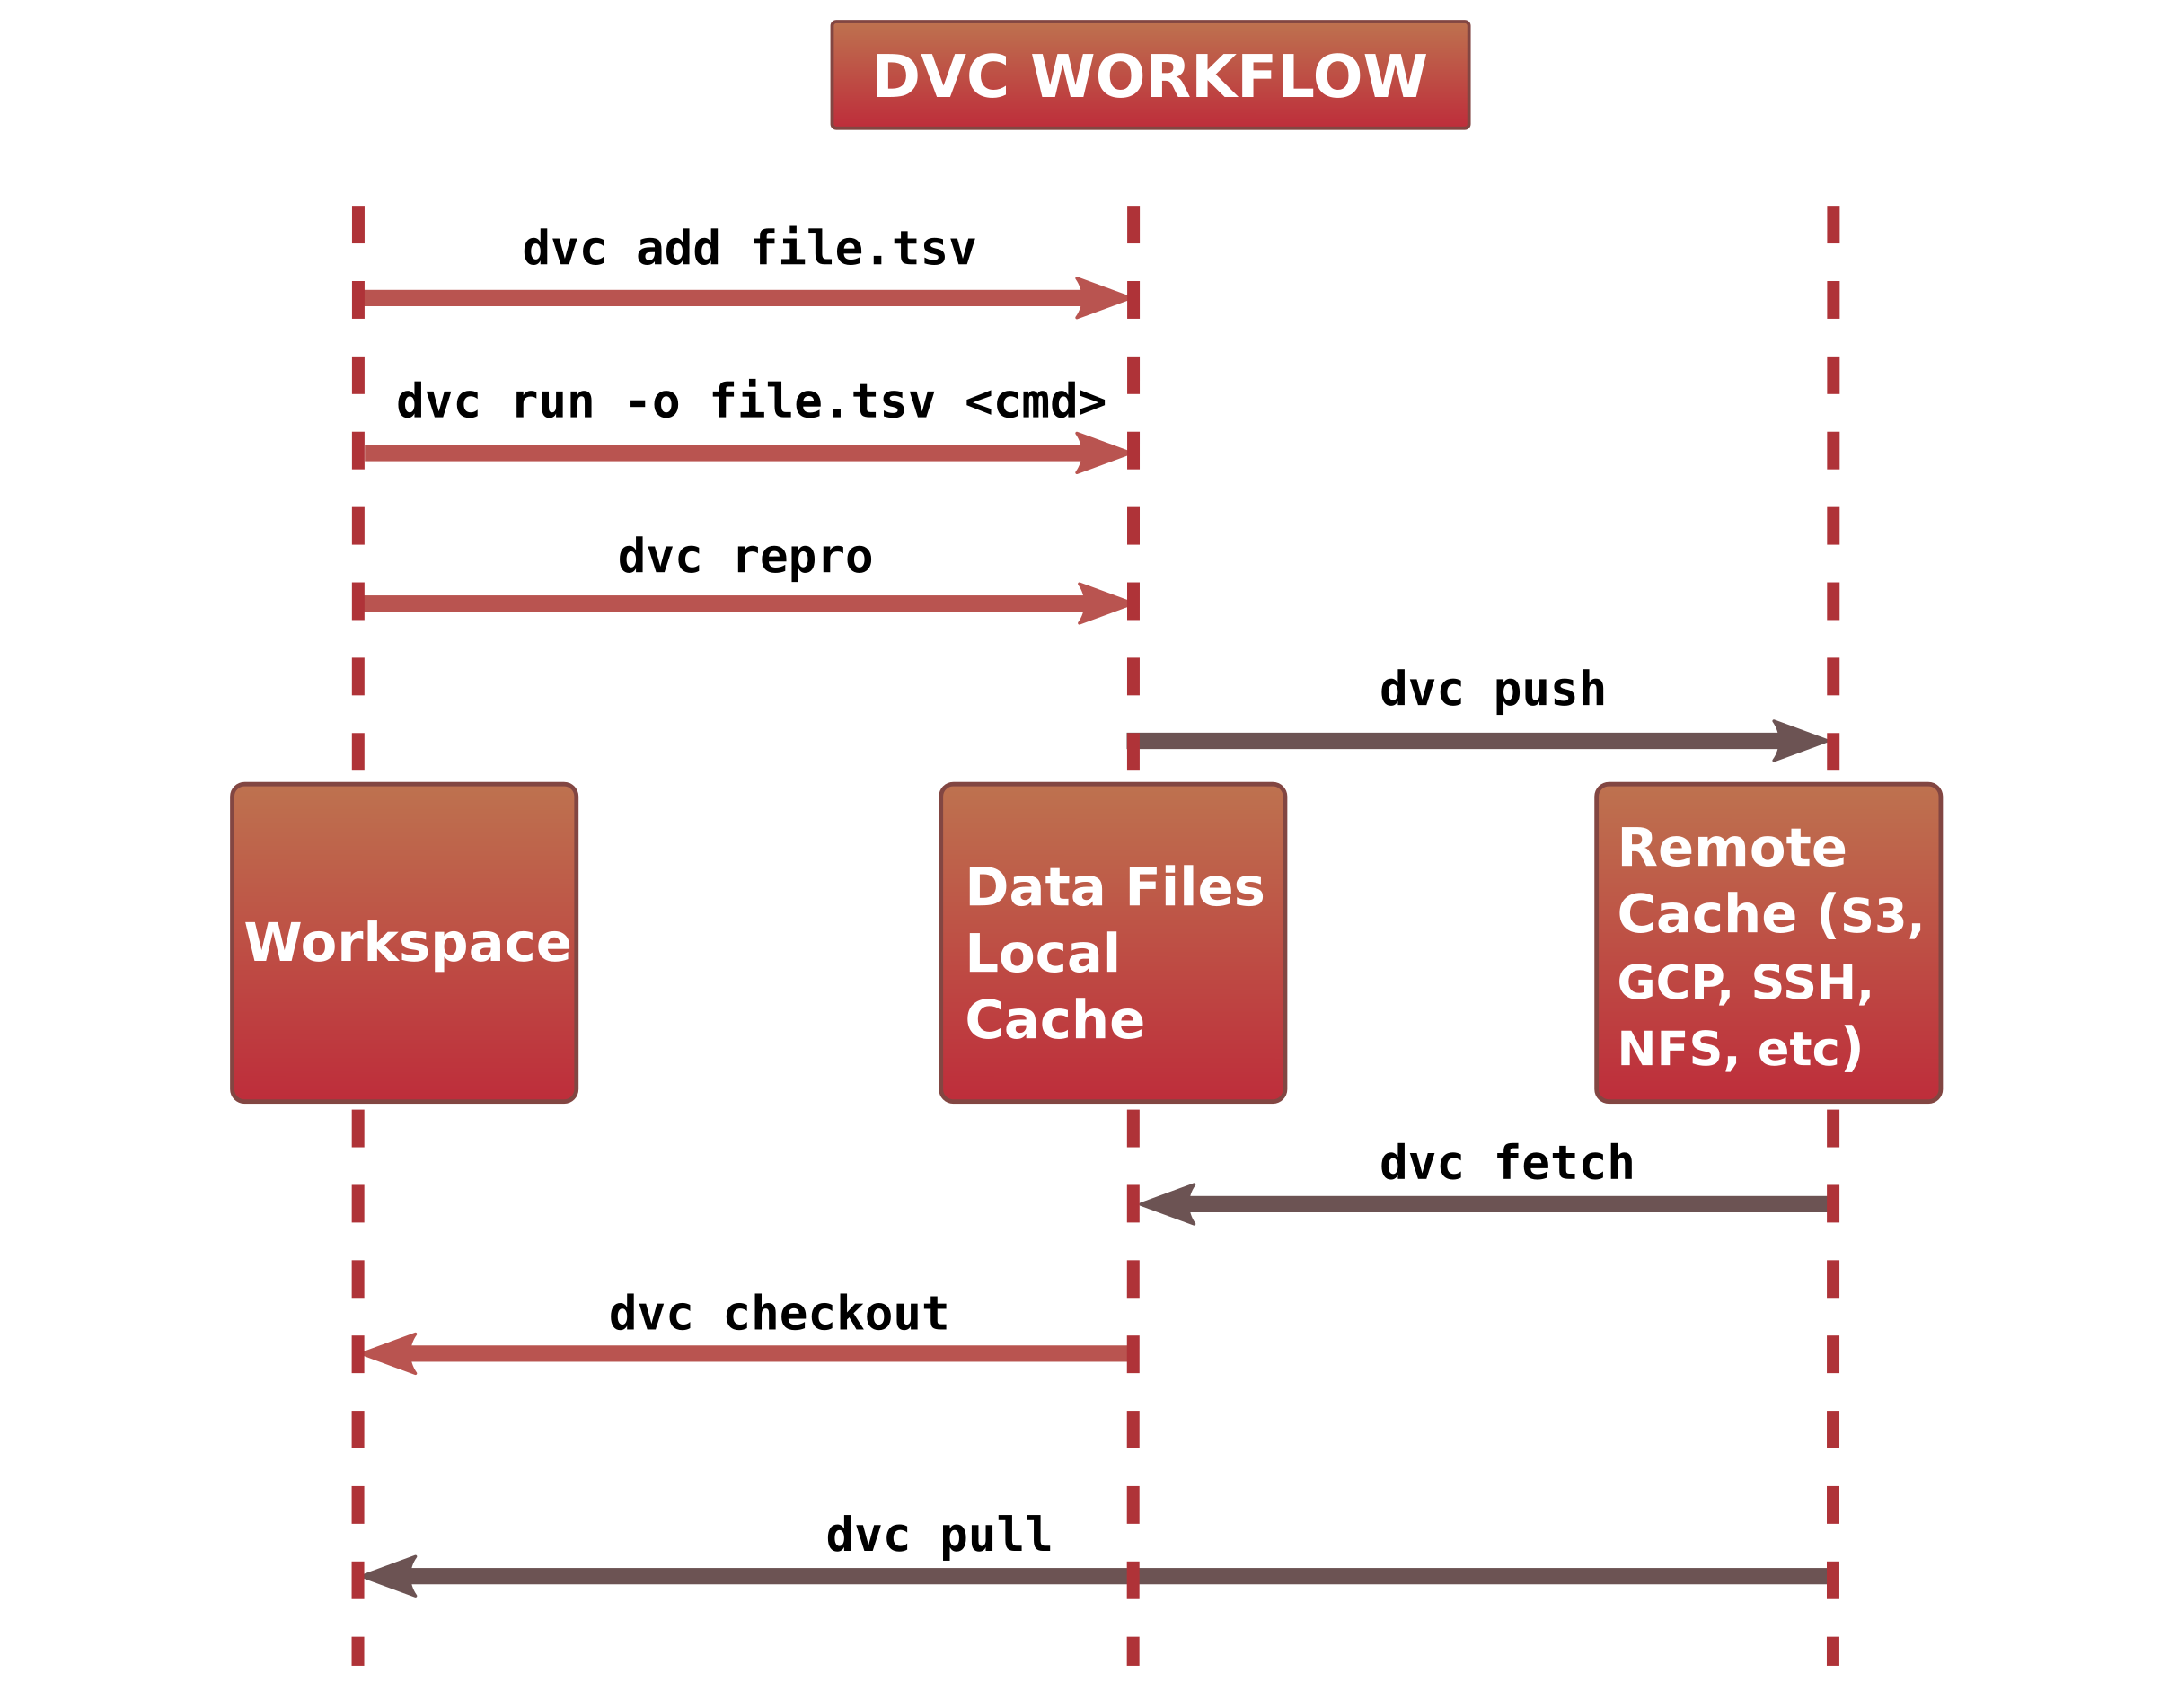 DVC WORKFLOW
dvc add file.tsv
dvc run -o file.tsv <cmd>
dvc repro
dvc push
Workspace
Data Files
Local
Cache
Remote
Cache (S3,
GCP, SSH,
NFS, etc)
dvc fetch
dvc checkout
dvc pull